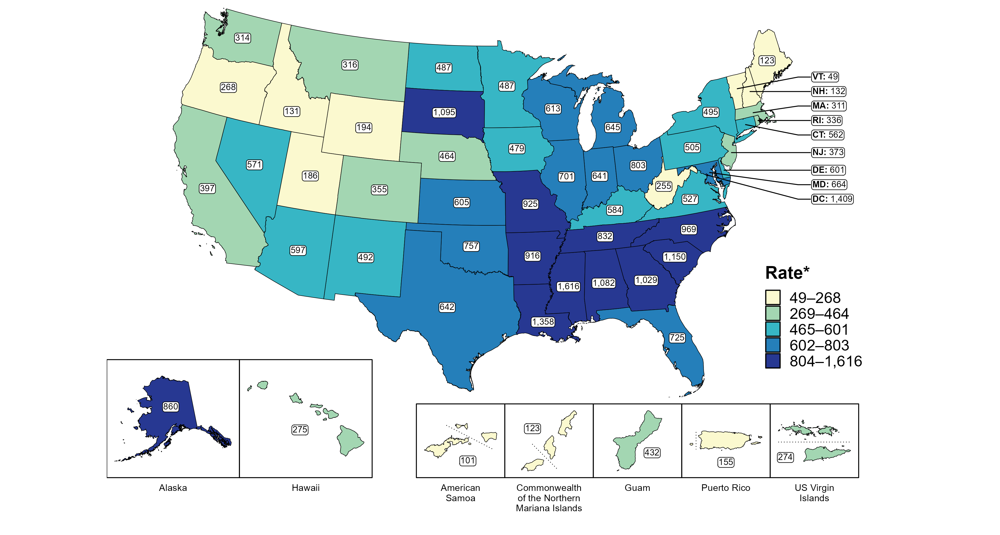 314
316
487
487
123
VT: 49
NH: 132
MA: 311
RI: 336
CT: 562
NJ: 373
DE: 601
MD: 664
DC: 1,409
268
131
194
1,095
613
645
495
571
186
464
479
505
397
355
605
925
701
641
803
255
527
584
597
492
757
916
832
969
1,150
642
1,358
1,616
1,082
1,029
725
Rate*
49–268
269–464
465–601
602–803
804–1,616
860
275
101
123
432
155
274
Alaska
Hawaii
American
Samoa
Commonwealth
of the Northern
Mariana Islands
Guam
Puerto Rico
US Virgin
Islands